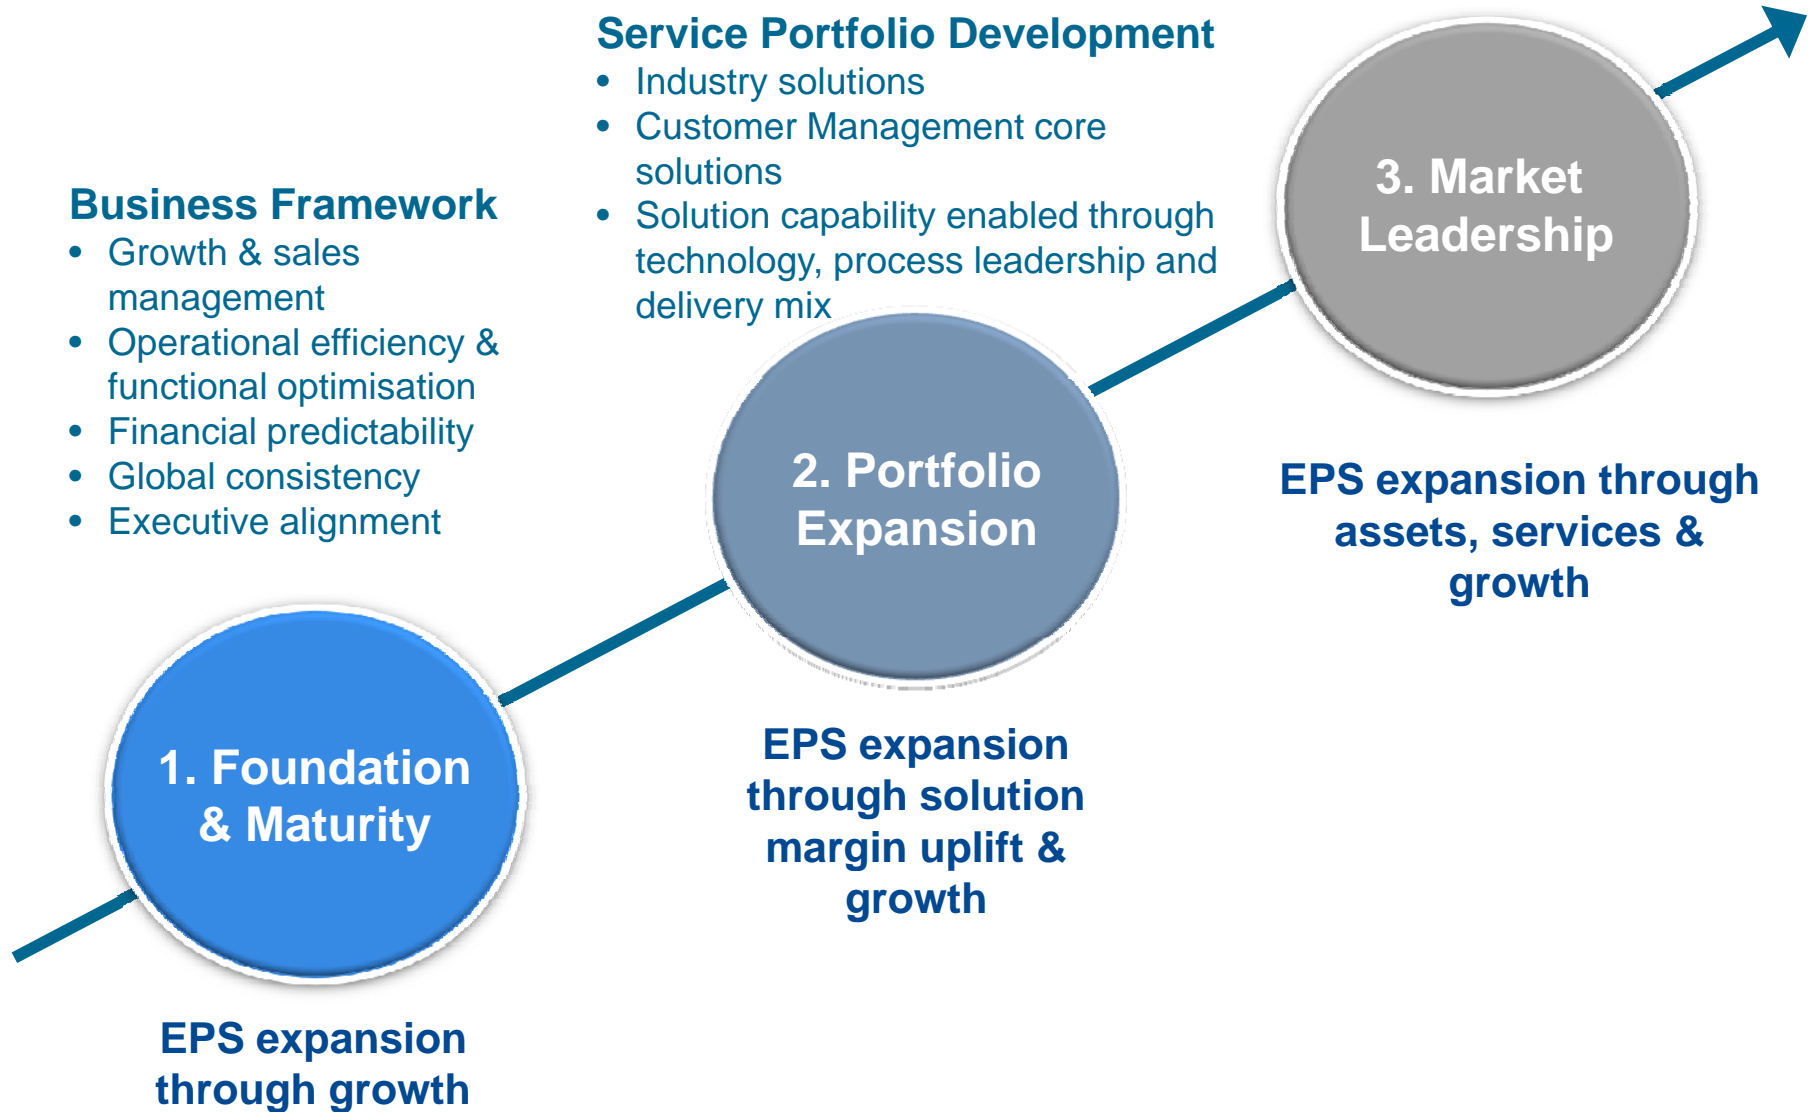 Service Portfolio Development
• Industry solutions
• Customer Management core
solutions
• Solution capability enabled through
technology, process leadership and
delivery mix
Business Framework
• Growth & sales
management
• Operational efficiency &
functional optimisation
• Financial predictability
• Global consistency
• Executive alignment
3. Market
Leadership
2. Portfolio
Expansion
1. Foundation
& Maturity
EPS expansion through
assets, services &
growth
EPS expansion
through solution
margin uplift &
growth
EPS expansion
through growth